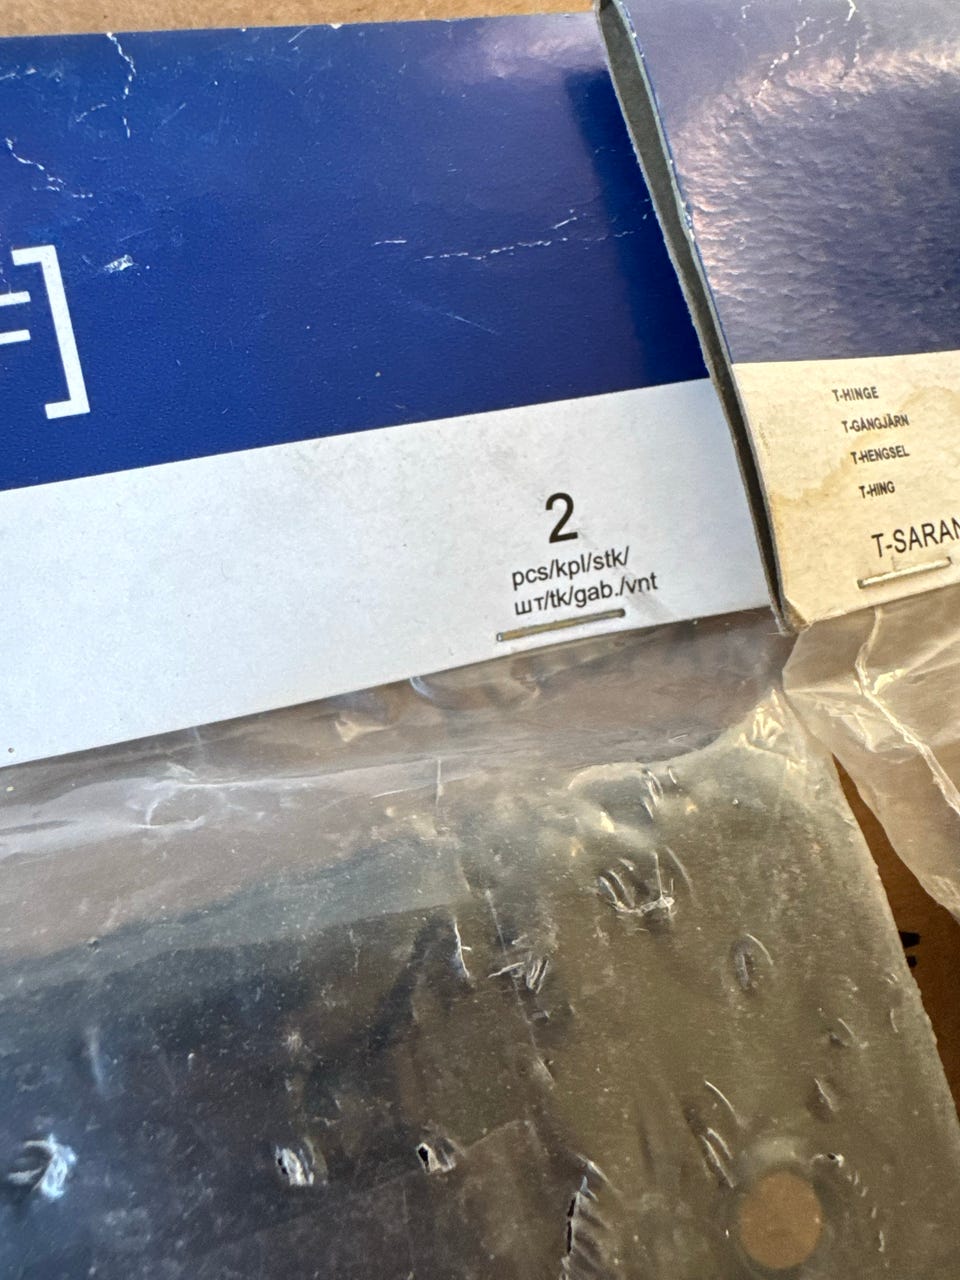 2
pcs/kpl/stk/
шт/tk/gab./vnt
T-HINGE
T-GÅNGJÄRN
T-HENGSEL
T-HING